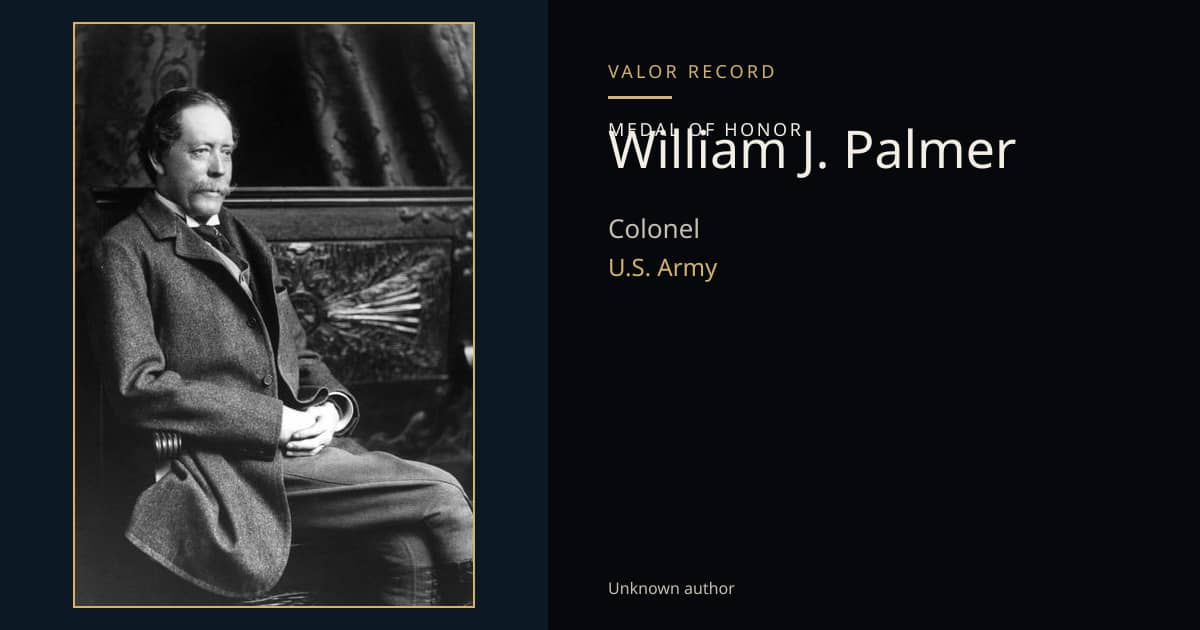 VALOR RECORD
MEDAL OF HONOR
William J. Palmer
Colonel
U.S. Army
Unknown author